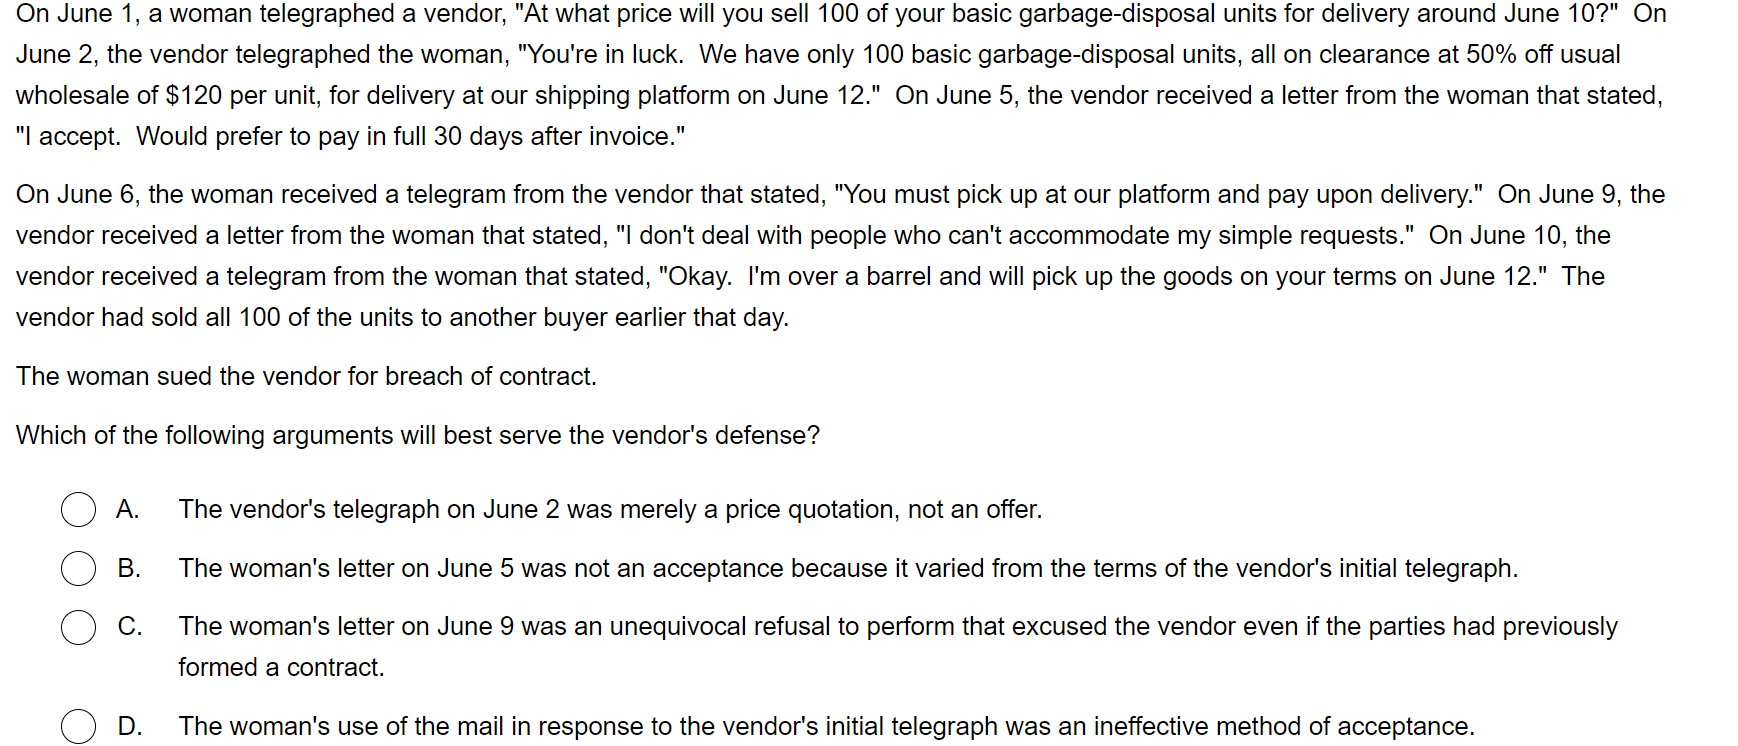 On June 1, a woman telegraphed a vendor, "At what price will you sell 100 of your basic garbage-disposal units for delivery around June 10?"  On
June 2, the vendor telegraphed the woman, "You're in luck.  We have only 100 basic garbage-disposal units, all on clearance at 50% off usual
wholesale of $120 per unit, for delivery at our shipping platform on June 12."  On June 5, the vendor received a letter from the woman that stated,
"I accept.  Would prefer to pay in full 30 days after invoice."
On June 6, the woman received a telegram from the vendor that stated, "You must pick up at our platform and pay upon delivery."  On June 9, the
vendor received a letter from the woman that stated, "I don't deal with people who can't accommodate my simple requests."  On June 10, the
vendor received a telegram from the woman that stated, "Okay.  I'm over a barrel and will pick up the goods on your terms on June 12."  The
vendor had sold all 100 of the units to another buyer earlier that day.
The woman sued the vendor for breach of contract.
Which of the following arguments will best serve the vendor's defense?
A. The vendor's telegraph on June 2 was merely a price quotation, not an offer.
B. The woman's letter on June 5 was not an acceptance because it varied from the terms of the vendor's initial telegraph.
C. The woman's letter on June 9 was an unequivocal refusal to perform that excused the vendor even if the parties had previously
formed a contract.
D. The woman's use of the mail in response to the vendor's initial telegraph was an ineffective method of acceptance.